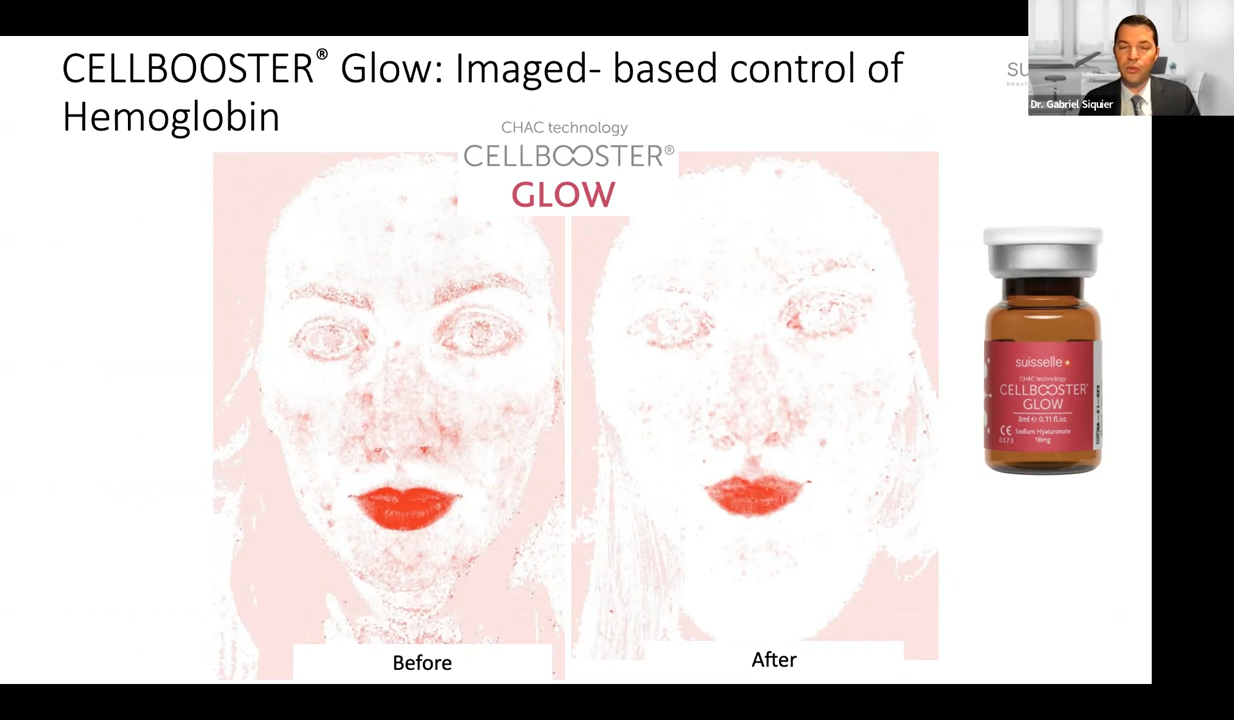 CELLBOOSTER® Glow: Imaged- based control of
Hemoglobin
su
Dr. Gabriel Siquier
CHAC technology
CELLBOOSTER®
GLOW
suisselle+
CHAC technology
CELLBOOSTER®
GLOW
3ml e 0.11 fl.oz.
CE
0373
Sodium Hyaluronate
18mg
Before
After